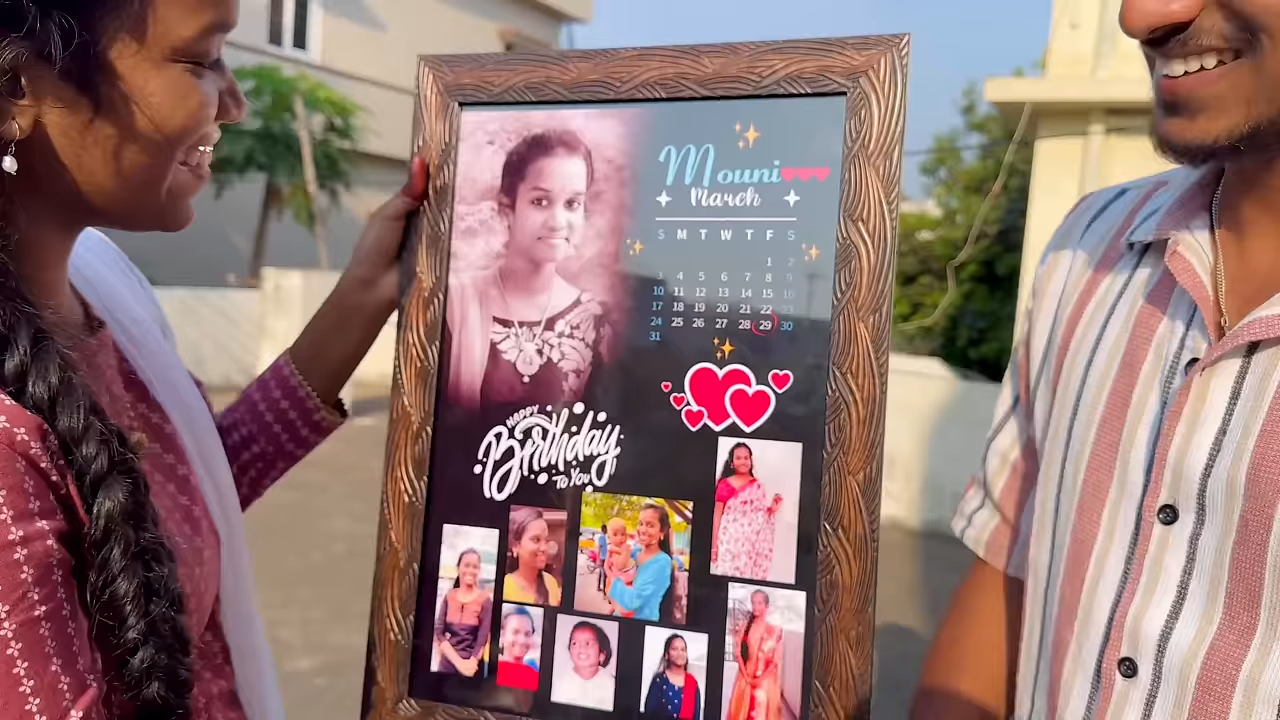 Mouni
March
S M T W T F S
1 2
3 4 5 6 7 8 9
10 11 12 13 14 15 16
17 18 19 20 21 22 23
24 25 26 27 28 29 30
31
HAPPY
Birthday
To You